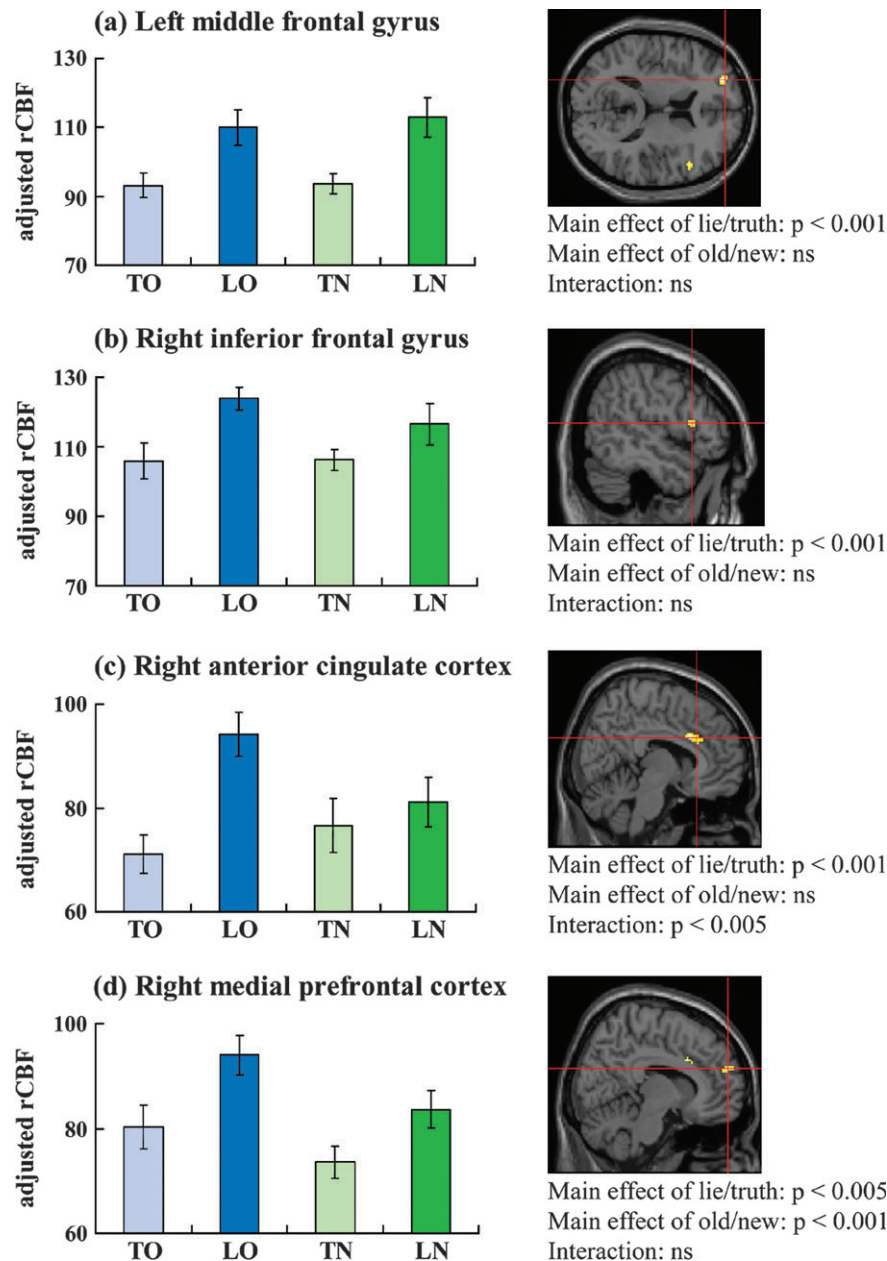 (a) Left middle frontal gyrus
adjusted rCBF
130
110
90
70
TO LO TN LN
Main effect of lie/truth: p < 0.001
Main effect of old/new: ns
Interaction: ns
(b) Right inferior frontal gyrus
adjusted rCBF
130
110
90
70
TO LO TN LN
Main effect of lie/truth: p < 0.001
Main effect of old/new: ns
Interaction: ns
(c) Right anterior cingulate cortex
adjusted rCBF
100
80
60
TO LO TN LN
Main effect of lie/truth: p < 0.001
Main effect of old/new: ns
Interaction: p < 0.005
(d) Right medial prefrontal cortex
adjusted rCBF
100
80
60
TO LO TN LN
Main effect of lie/truth: p < 0.005
Main effect of old/new: p < 0.001
Interaction: ns